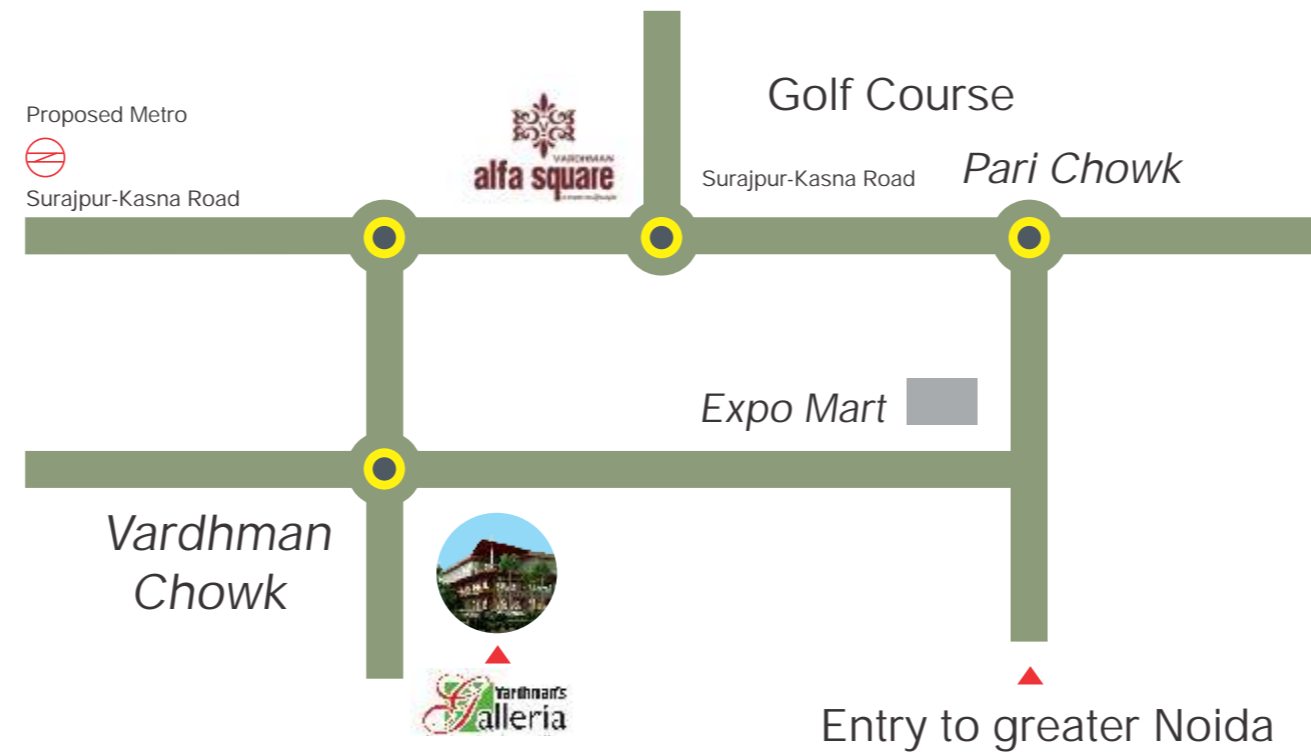 Golf Course
Proposed Metro
VARDHMAN
alfa square
Surajpur-Kasna Road
Pari Chowk
Surajpur-Kasna Road
Expo Mart
Vardhman
Chowk
Vardhman's
Galleria
Entry to greater Noida